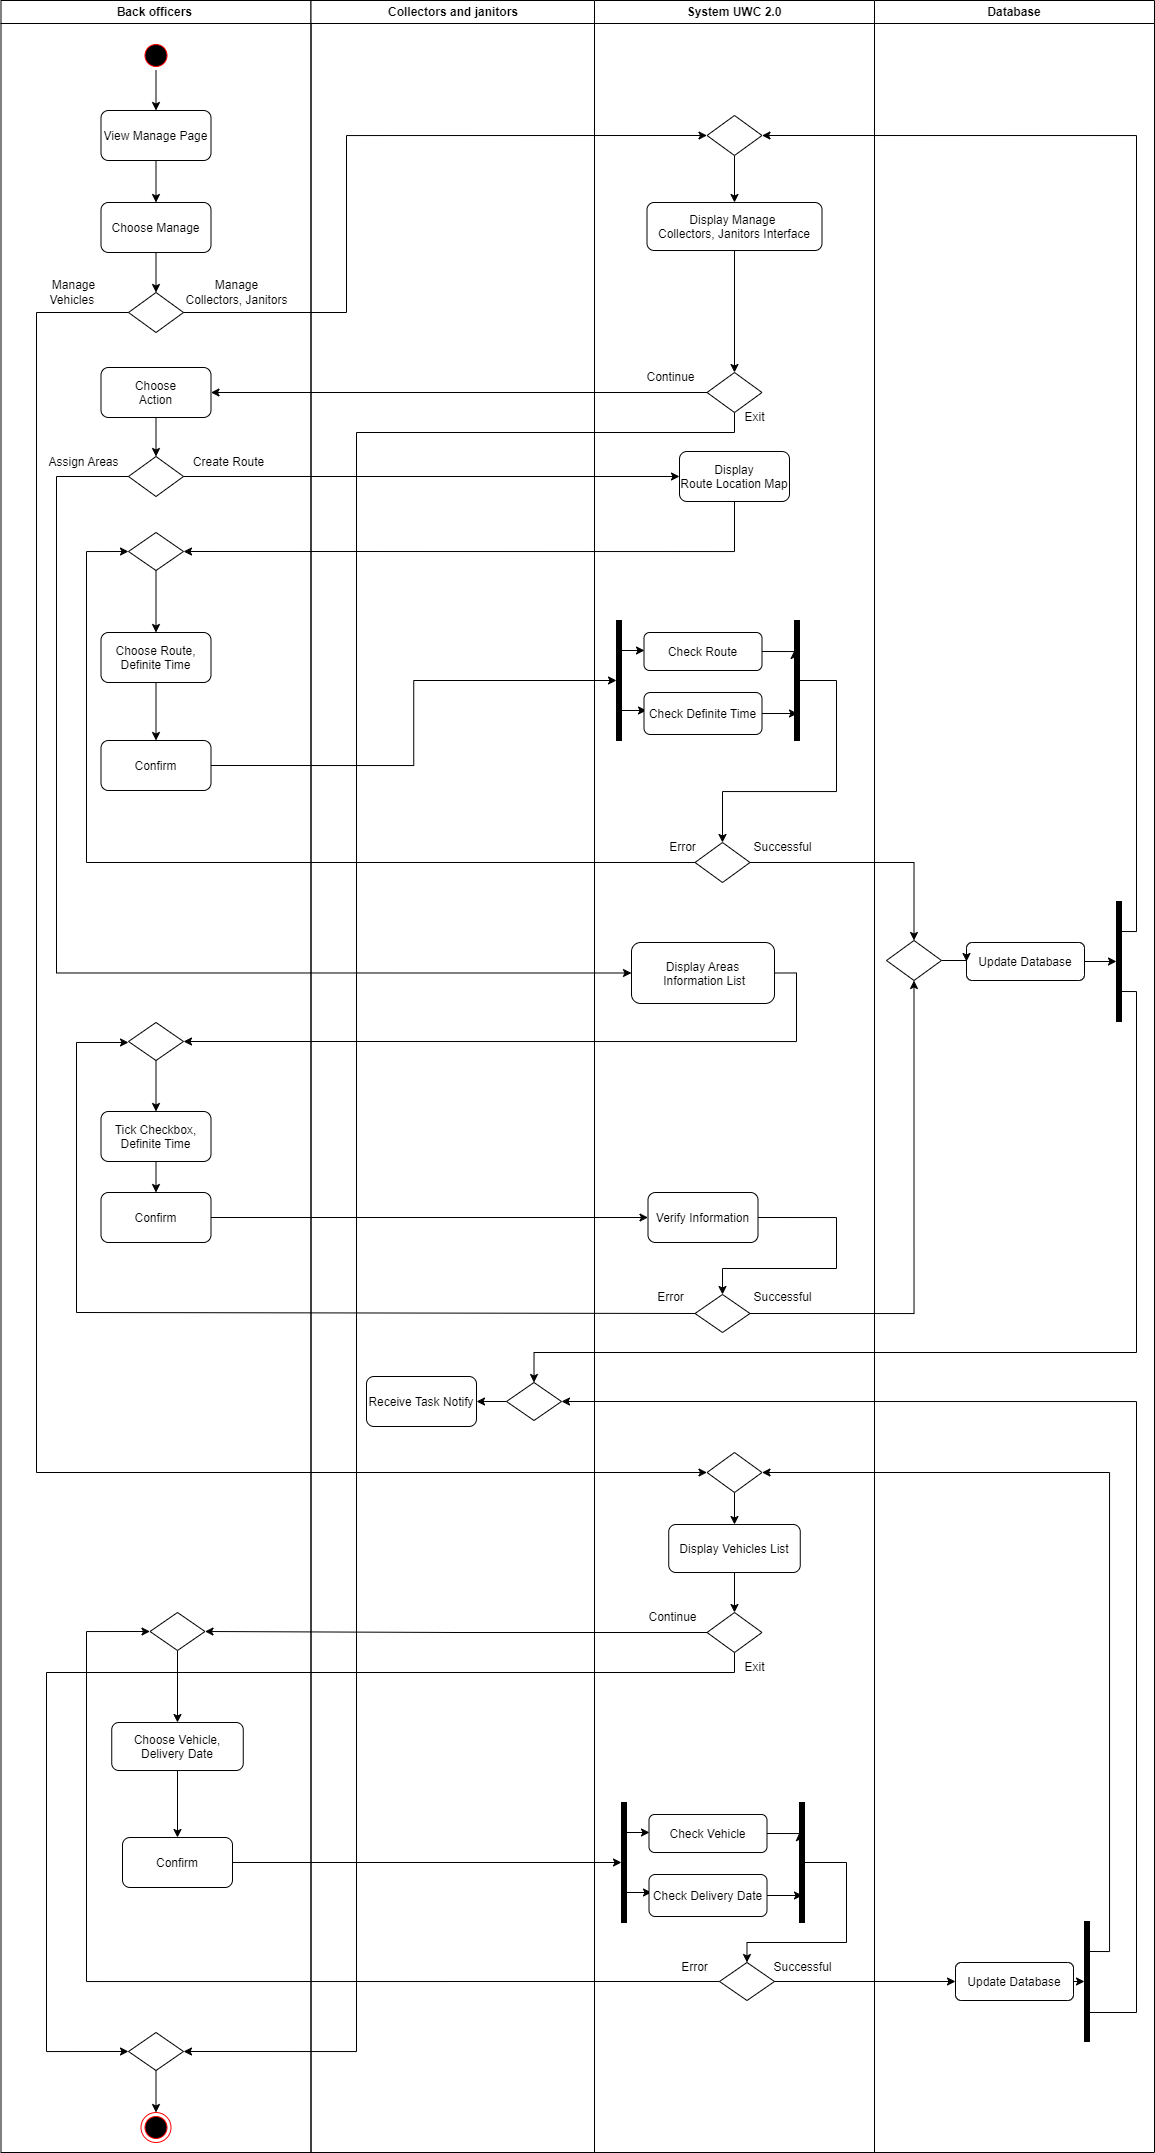 Back officers
Collectors and janitors
System UWC 2.0
Database
View Manage Page
Choose Manage
Display Manage
Collectors, Janitors Interface
Manage
Vehicles
Manage
Collectors, Janitors
Choose
Action
Continue
Exit
Assign Areas
Create Route
Display
Route Location Map
Choose Route,
Definite Time
Check Route
Check Definite Time
Confirm
Error
Successful
Display Areas
Information List
Update Database
Tick Checkbox,
Definite Time
Confirm
Verify Information
Error
Successful
Receive Task Notify
Display Vehicles List
Continue
Exit
Choose Vehicle,
Delivery Date
Check Vehicle
Confirm
Check Delivery Date
Error
Successful
Update Database